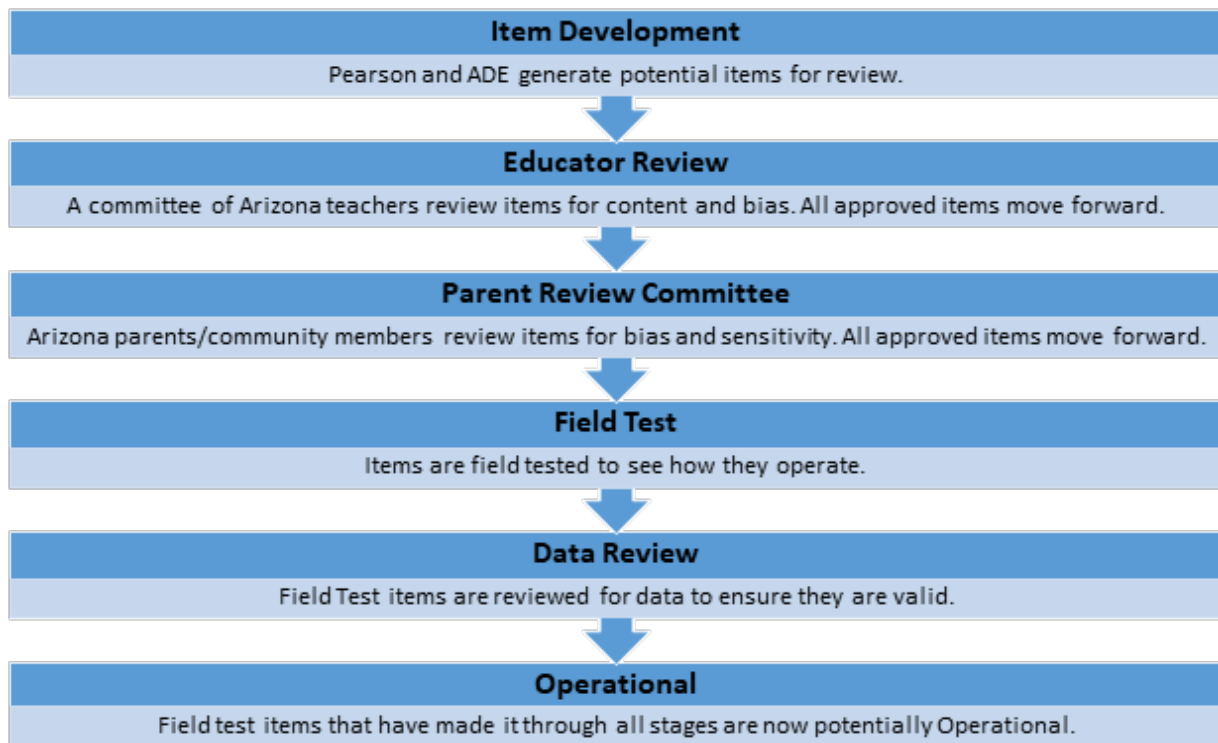 Item Development
Pearson and ADE generate potential items for review.
Educator Review
A committee of Arizona teachers review items for content and bias. All approved items move forward.
Parent Review Committee
Arizona parents/community members review items for bias and sensitivity. All approved items move forward.
Field Test
Items are field tested to see how they operate.
Data Review
Field Test items are reviewed for data to ensure they are valid.
Operational
Field test items that have made it through all stages are now potentially Operational.